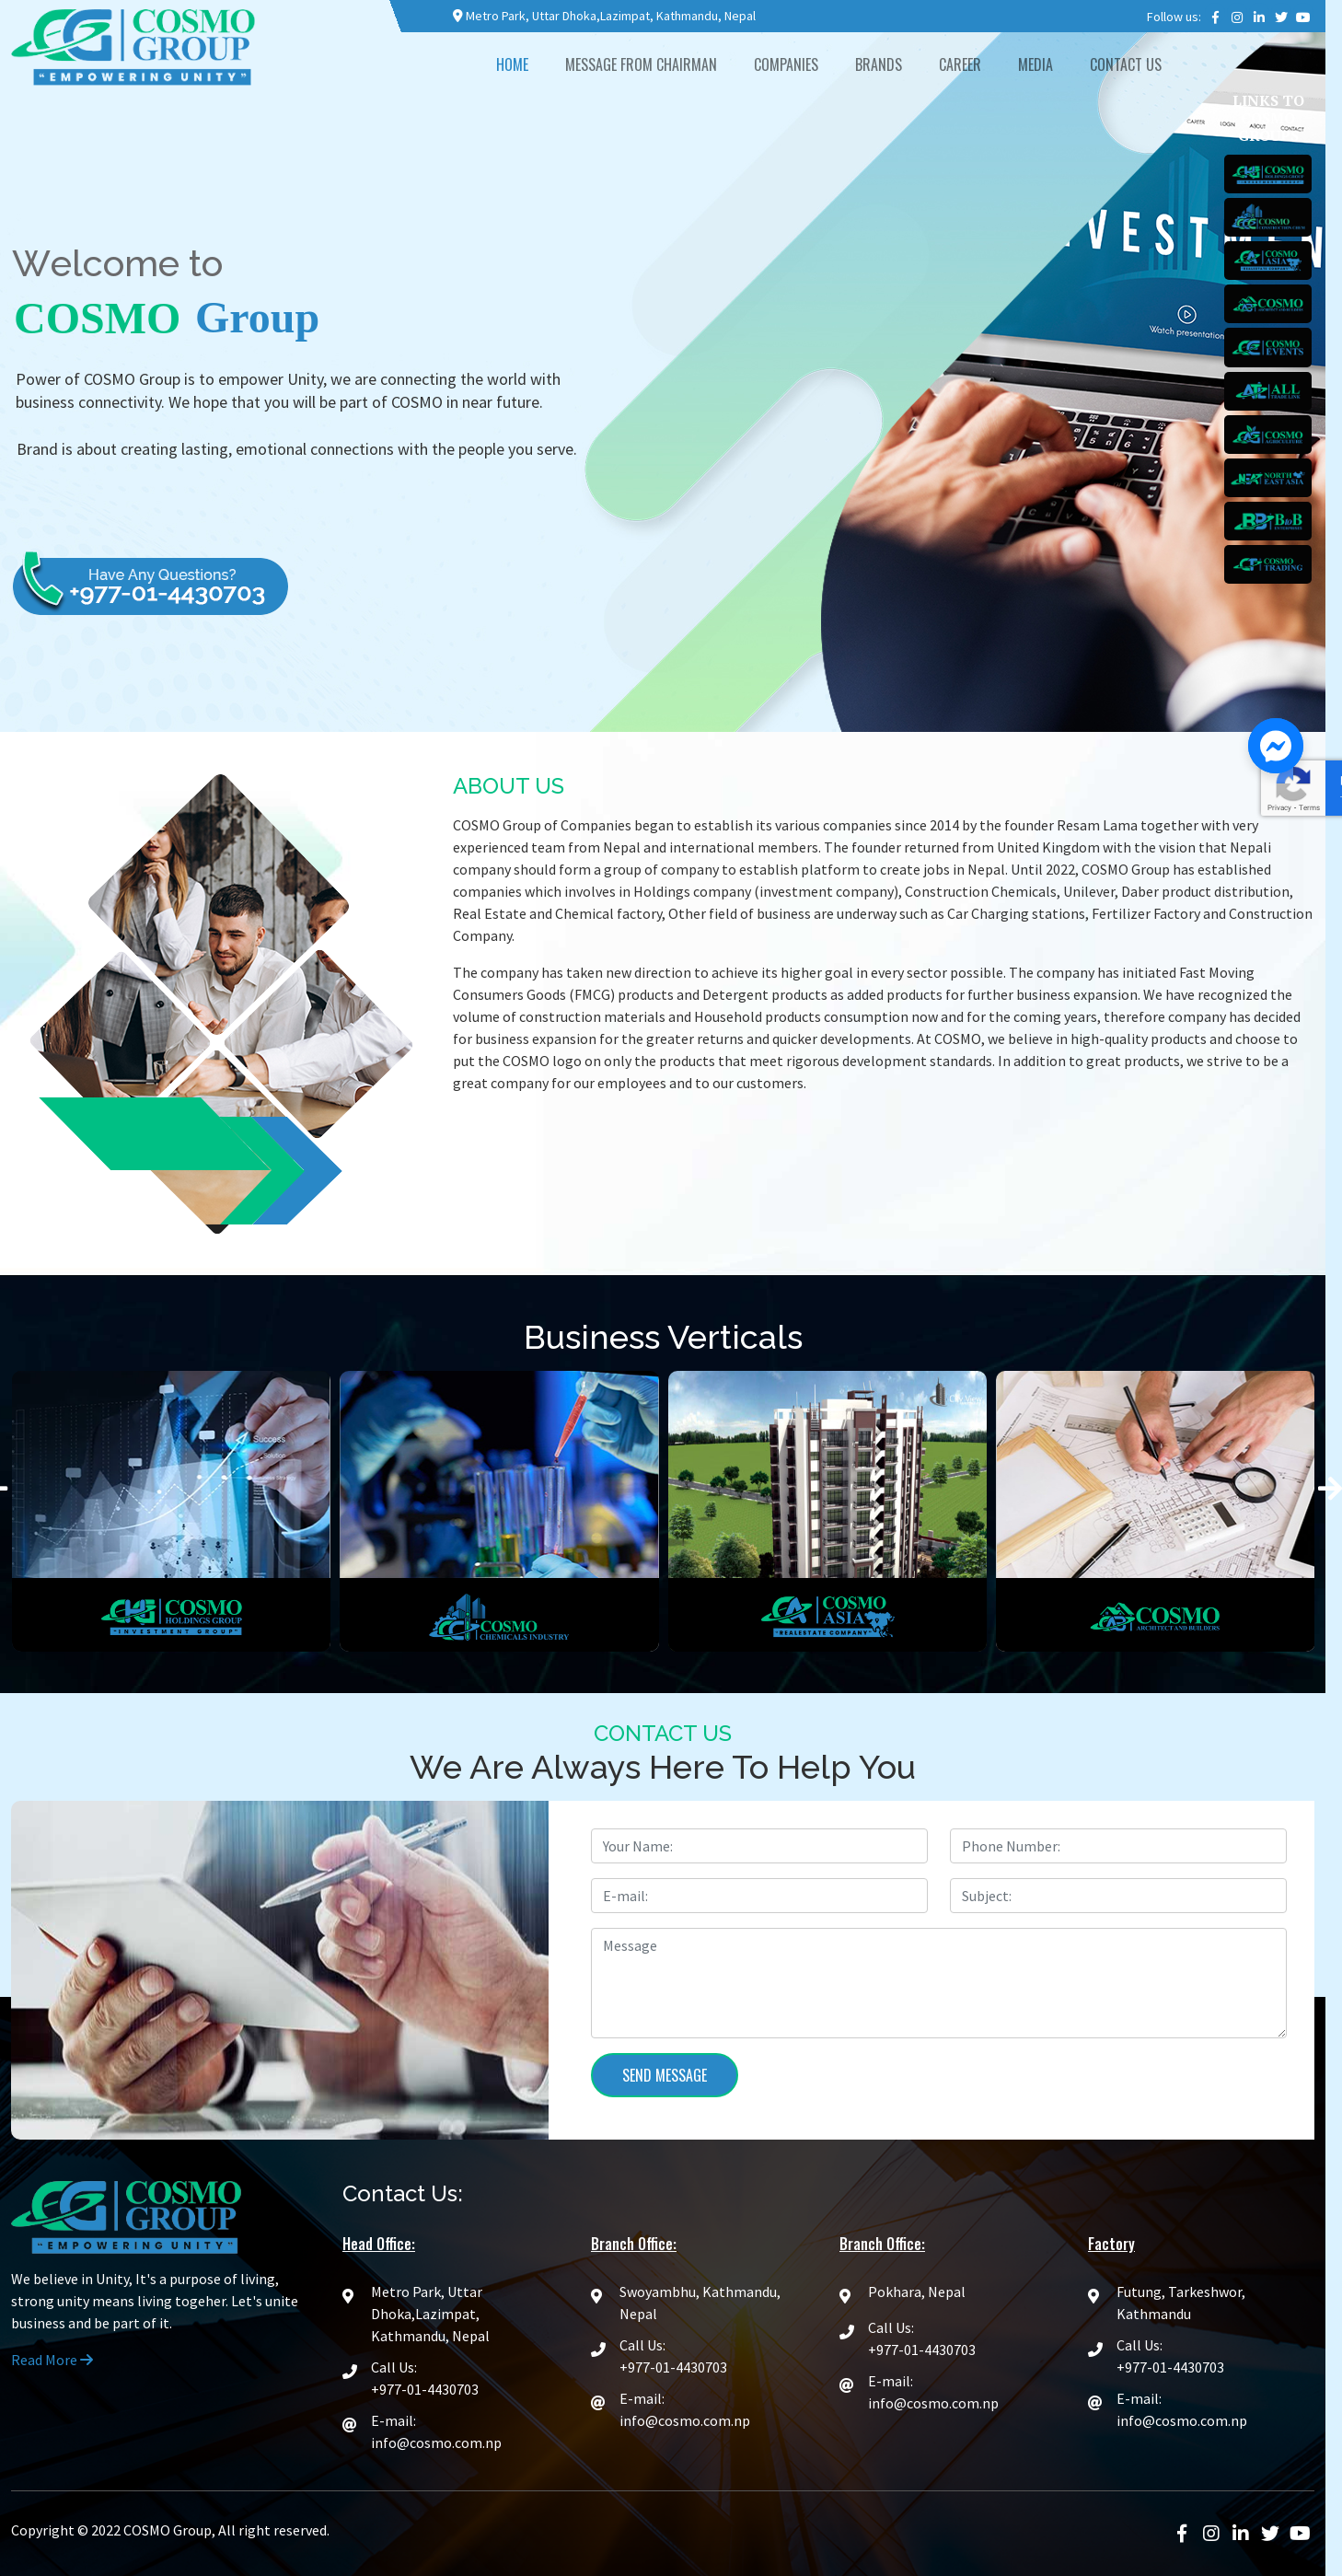 COSMO
GROUP
"EMPOWERING UNITY"
Metro Park, Uttar Dhoka,Lazimpat, Kathmandu, Nepal
Follow us:
HOME
MESSAGE FROM CHAIRMAN
COMPANIES
BRANDS
CAREER
MEDIA
CONTACT US
LINKS TO
CAREER
LOGIN
ABOUT
CONTACT
Watch presentation
COSMO
ASIA
COSMO
COSMO
EVENTS
ALL
TRADE LINK
COSMO
AGRICULTURE
NORTH
EAST ASIA
COSMO
TRADING
Welcome to
COSMO Group
Power of COSMO Group is to empower Unity, we are connecting the world with
business connectivity. We hope that you will be part of COSMO in near future.
Brand is about creating lasting, emotional connections with the people you serve.
Have Any Questions?
+977-01-4430703
Privacy - Terms
ABOUT US
COSMO Group of Companies began to establish its various companies since 2014 by the founder Resam Lama together with very
experienced team from Nepal and international members. The founder returned from United Kingdom with the vision that Nepali
company should form a group of company to establish platform to create jobs in Nepal. Until 2022, COSMO Group has established
companies which involves in Holdings company (investment company), Construction Chemicals, Unilever, Daber product distribution,
Real Estate and Chemical factory, Other field of business are underway such as Car Charging stations, Fertilizer Factory and Construction
Company.
The company has taken new direction to achieve its higher goal in every sector possible. The company has initiated Fast Moving
Consumers Goods (FMCG) products and Detergent products as added products for further business expansion. We have recognized the
volume of construction materials and Household products consumption now and for the coming years, therefore company has decided
for business expansion for the greater returns and quicker developments. At COSMO, we believe in high-quality products and choose to
put the COSMO logo on only the products that meet rigorous development standards. In addition to great products, we strive to be a
great company for our employees and to our customers.
Business Verticals
Success
COSMO
HOLDINGS GROUP
"INVESTMENT GROUP"
COSMO
CHEMICALS INDUSTRY
COSMO
ASIA
"REALESTATE COMPANY"
COSMO
ARCHITECT AND BUILDERS
CONTACT US
We Are Always Here To Help You
Your Name:
Phone Number:
E-mail:
Subject:
Message
SEND MESSAGE
COSMO
GROUP
"EMPOWERING UNITY"
We believe in Unity, It's a purpose of living,
strong unity means living togeher. Let's unite
business and be part of it.
Read More
Contact Us:
Head Office:
Metro Park, Uttar
Dhoka,Lazimpat,
Kathmandu, Nepal
Call Us:
+977-01-4430703
E-mail:
info@cosmo.com.np
Branch Office:
Swoyambhu, Kathmandu,
Nepal
Call Us:
+977-01-4430703
E-mail:
info@cosmo.com.np
Branch Office:
Pokhara, Nepal
Call Us:
+977-01-4430703
E-mail:
info@cosmo.com.np
Factory
Futung, Tarkeshwor,
Kathmandu
Call Us:
+977-01-4430703
E-mail:
info@cosmo.com.np
Copyright © 2022 COSMO Group, All right reserved.